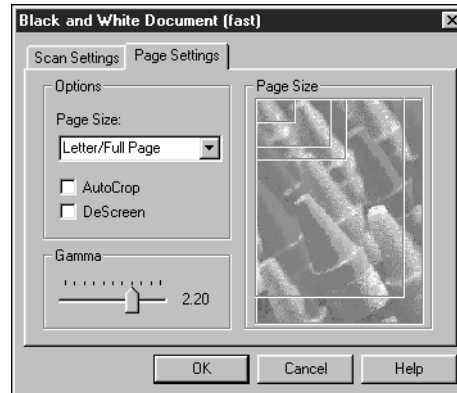 Black and White Document (fast)
Scan Settings
Page Settings
Options
Page Size:
Letter/Full Page
AutoCrop
DeScreen
Gamma
2.20
Page Size
OK
Cancel
Help